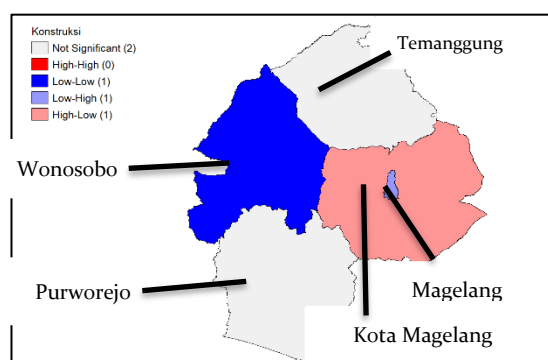 Konstruksi
Not Significant (2)
High-High (0)
Low-Low (1)
Low-High (1)
High-Low (1)
Temanggung
Wonosobo
Purworejo
Magelang
Kota Magelang